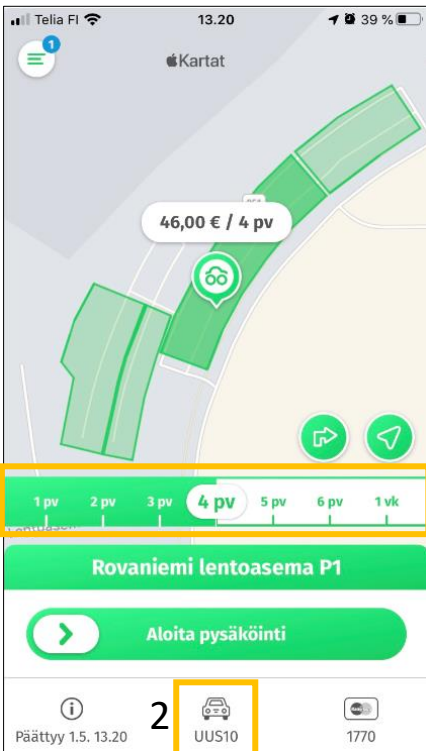 Telia FI 13.20 39 %
1
Kartat
46,00 € / 4 pv
1 pv 2 pv 3 pv 4 pv 5 pv 6 pv 1 vk
Rovaniemi lentoasema P1
Aloita pysäköinti
2
Päättyy 1.5. 13.20 UUS10 1770